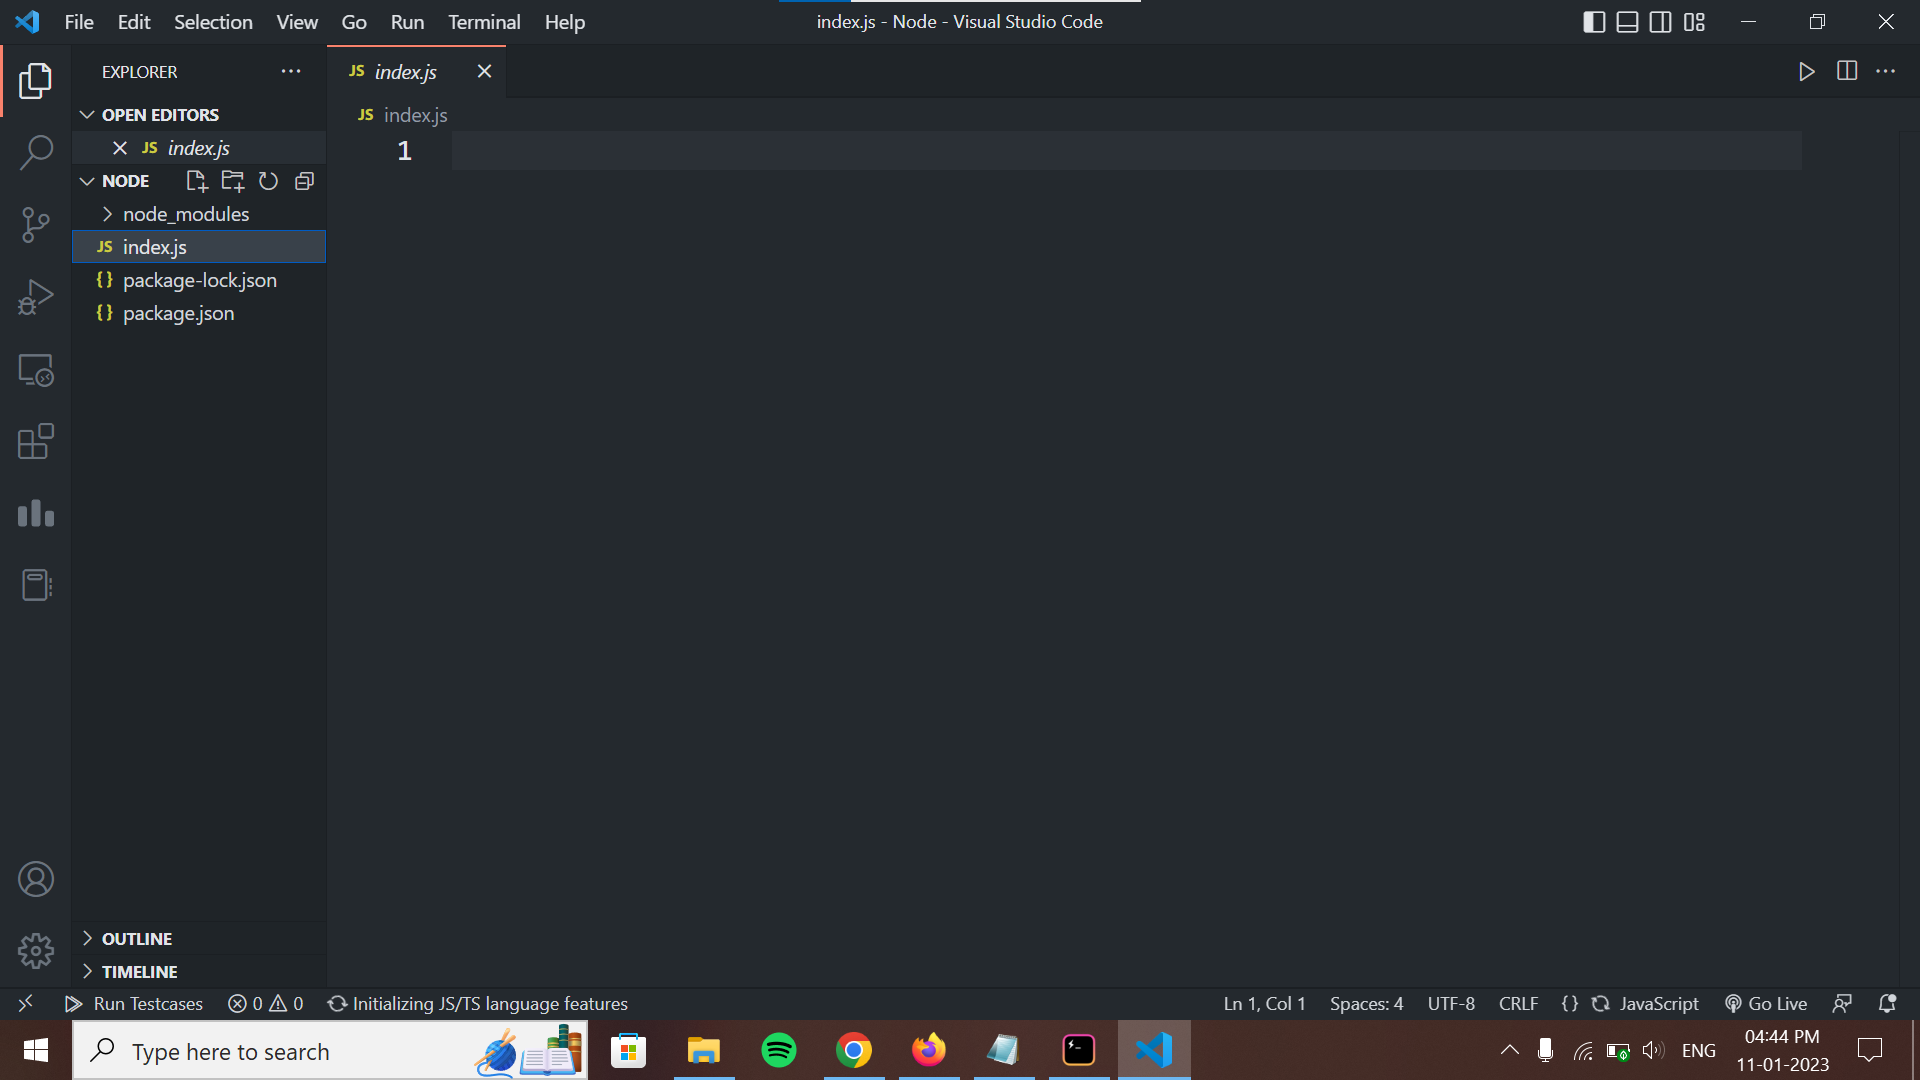 File Edit Selection View Go Run Terminal Help
index.js - Node - Visual Studio Code
EXPLORER
OPEN EDITORS
JS index.js
NODE
node_modules
JS index.js
{} package-lock.json
{} package.json
OUTLINE
TIMELINE
JS index.js
JS index.js
1
Run Testcases 0 0 Initializing JS/TS language features
Ln 1, Col 1 Spaces: 4 UTF-8 CRLF {} JavaScript Go Live
Type here to search
ENG
04:44 PM
11-01-2023